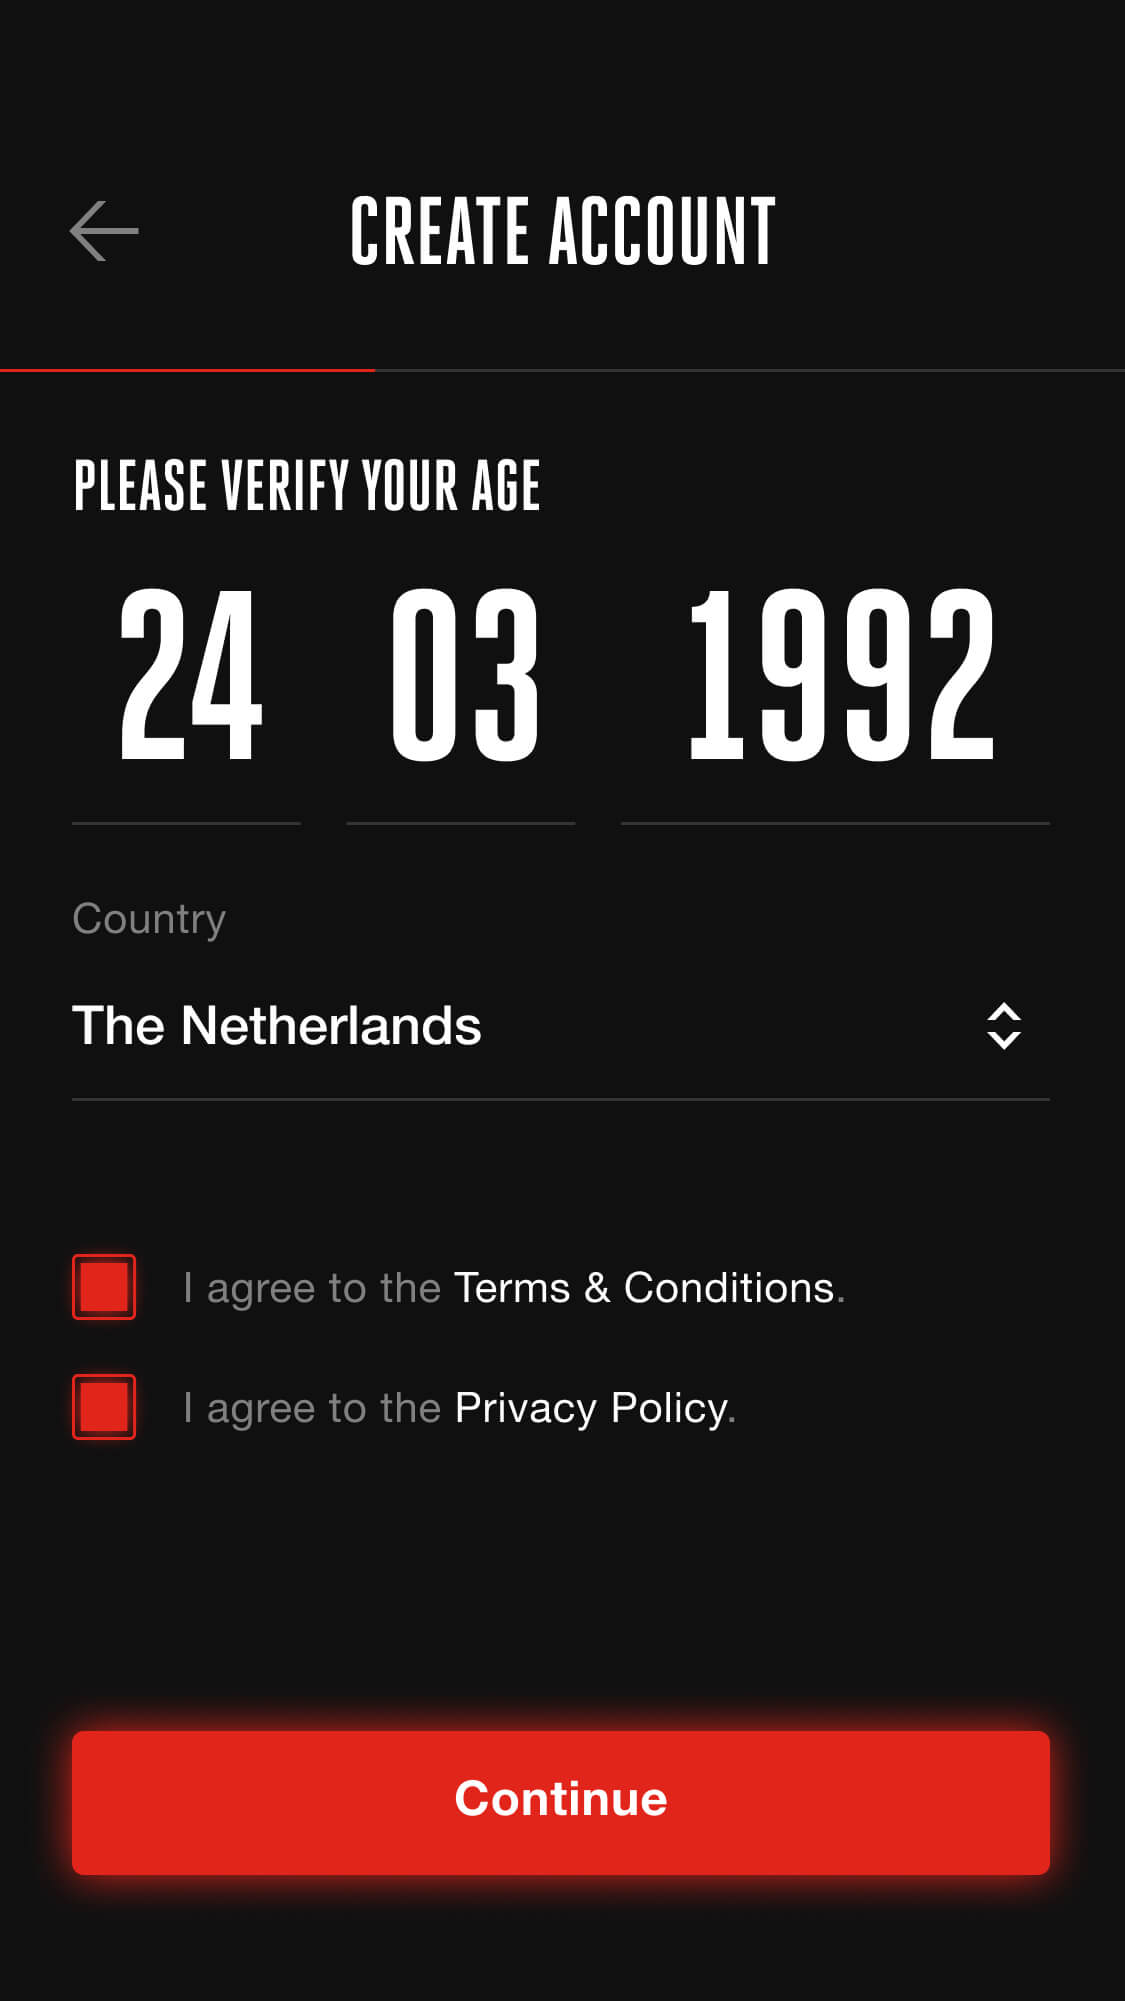 CREATE ACCOUNT
PLEASE VERIFY YOUR AGE
24 03 1992
Country
The Netherlands
I agree to the Terms & Conditions.
I agree to the Privacy Policy.
Continue